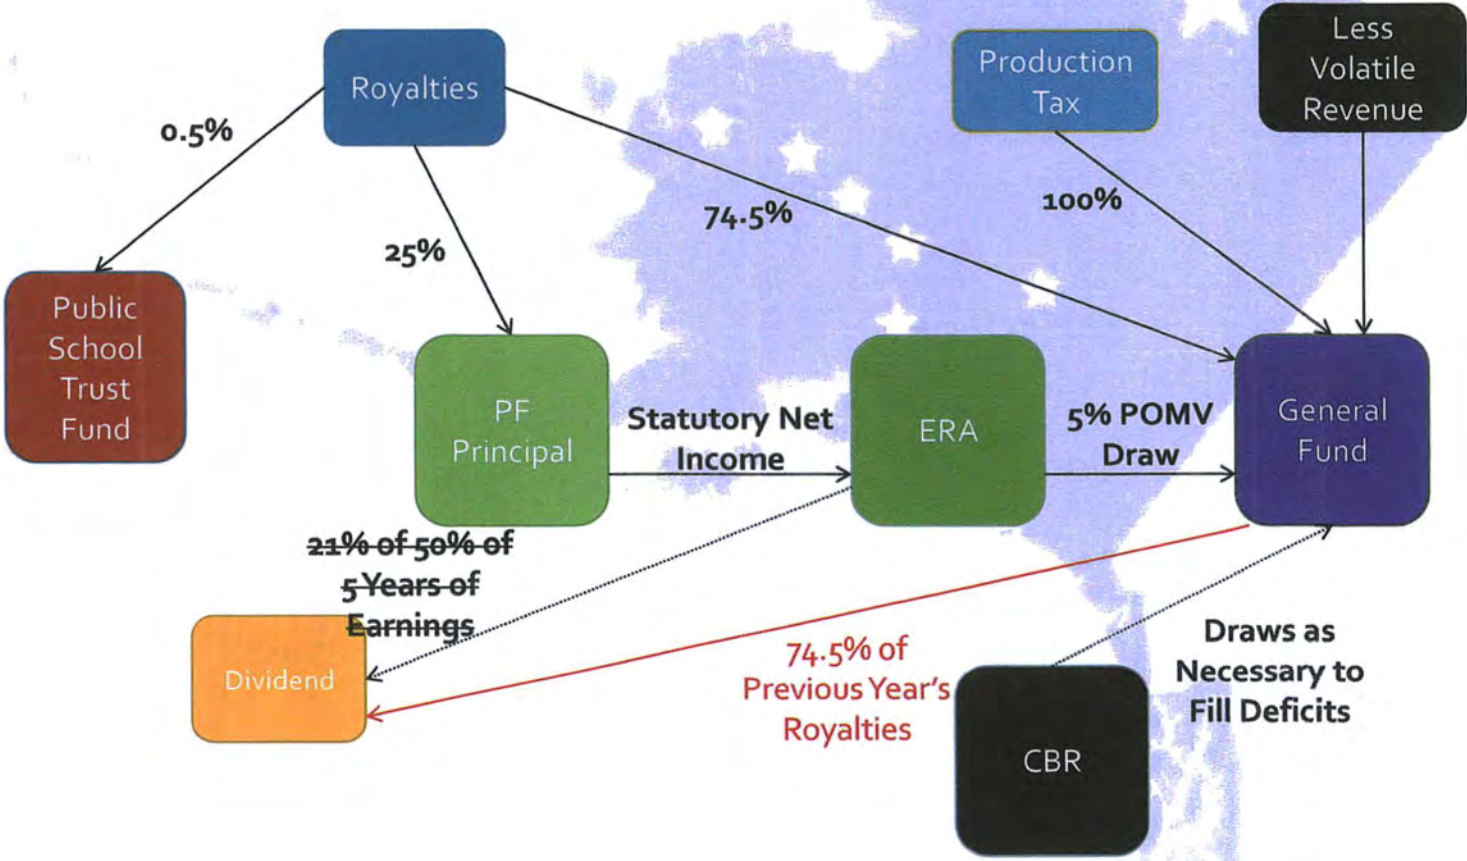 Royalties
Production
Tax
Less
Volatile
Revenue
0.5%
25%
74.5%
100%
Public
School
Trust
Fund
PF
Principal
Statutory Net
Income
ERA
5% POMV
Draw
General
Fund
21% of 50% of
5 Years of
Earnings
Dividend
74.5% of
Previous Year's
Royalties
CBR
Draws as
Necessary to
Fill Deficits